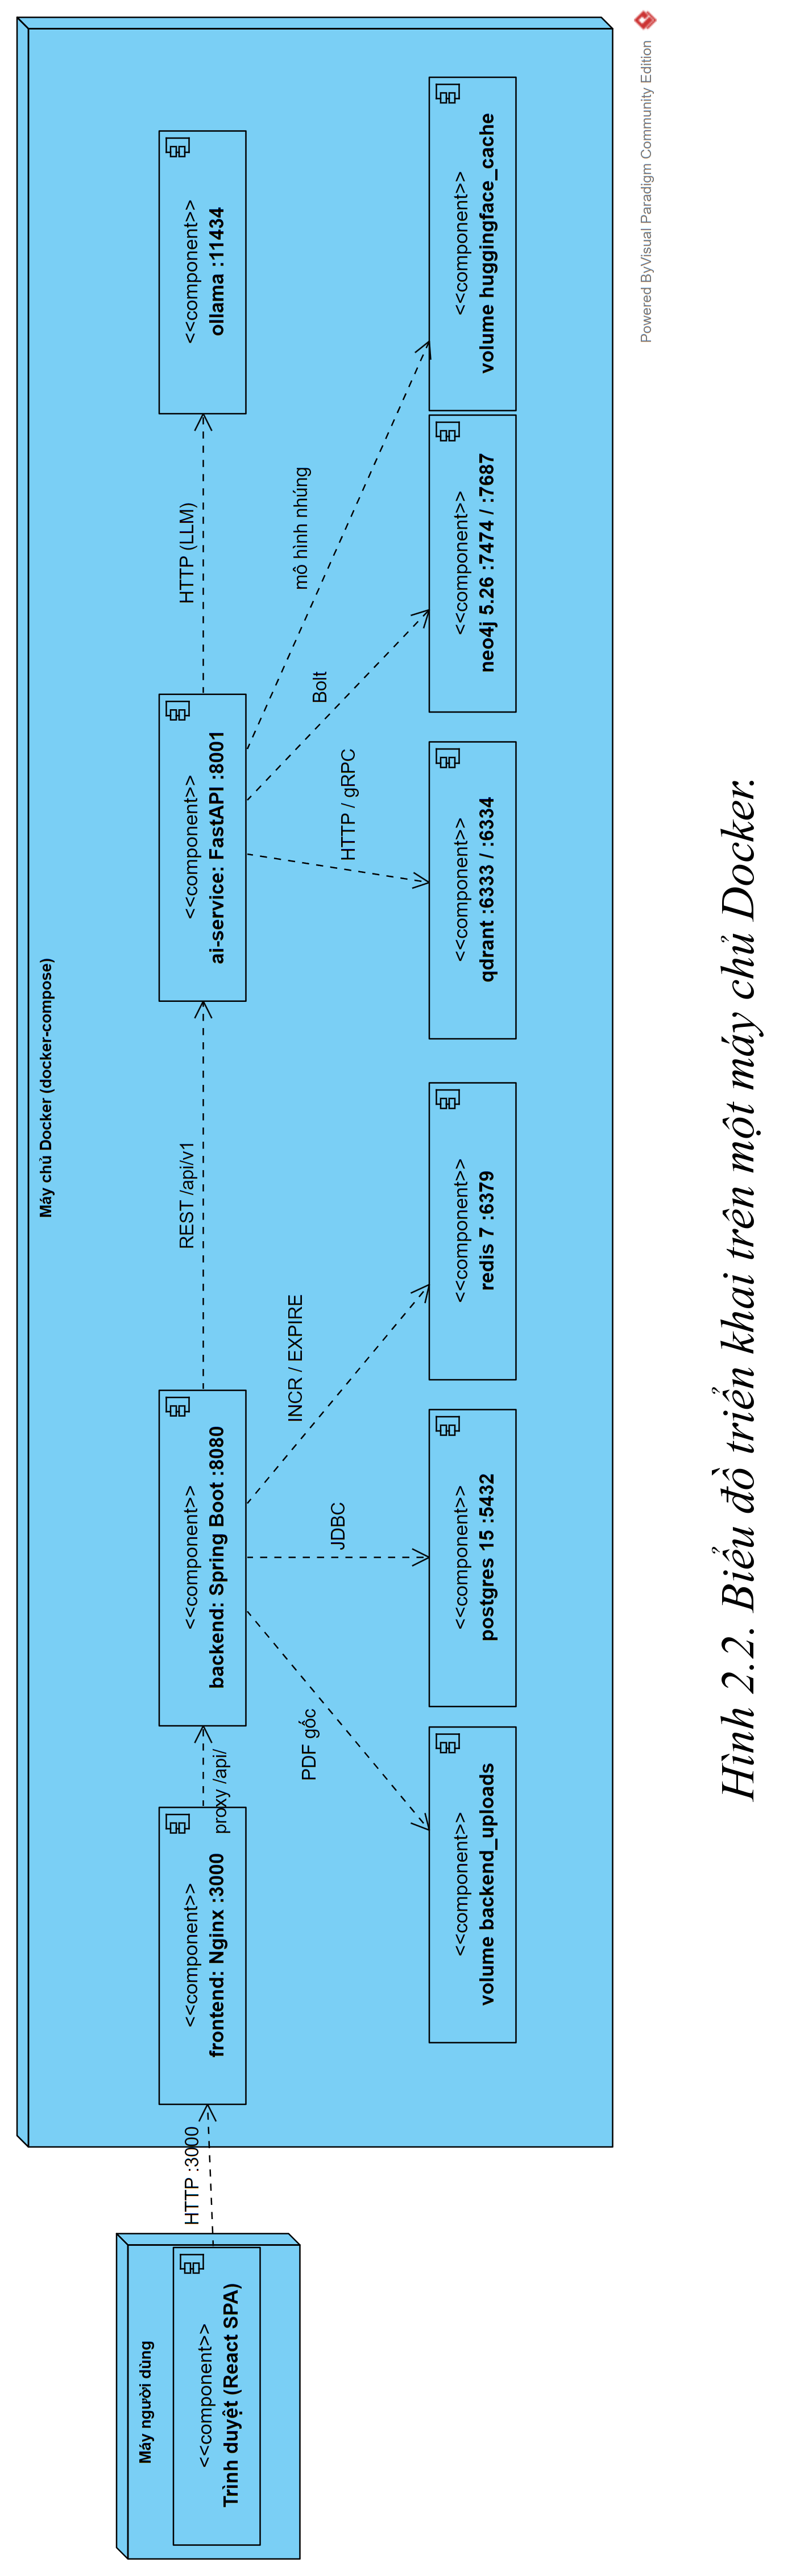 Máy chủ Docker (docker-compose)
Máy người dùng
<<component>>
Trình duyệt (React SPA)
HTTP :3000
<<component>>
frontend: Nginx :3000
proxy /api/
<<component>>
backend: Spring Boot :8080
REST /api/v1
<<component>>
ai-service: FastAPI :8001
HTTP (LLM)
<<component>>
ollama :11434
PDF gốc
JDBC
INCR / EXPIRE
HTTP / gRPC
Bolt
mô hình nhúng
<<component>>
volume backend_uploads
<<component>>
postgres 15 :5432
<<component>>
redis 7 :6379
<<component>>
qdrant :6333 / :6334
<<component>>
neo4j 5.26 :7474 / :7687
<<component>>
volume huggingface_cache
Powered ByVisual Paradigm Community Edition
Hình 2.2. Biểu đồ triển khai trên một máy chủ Docker.